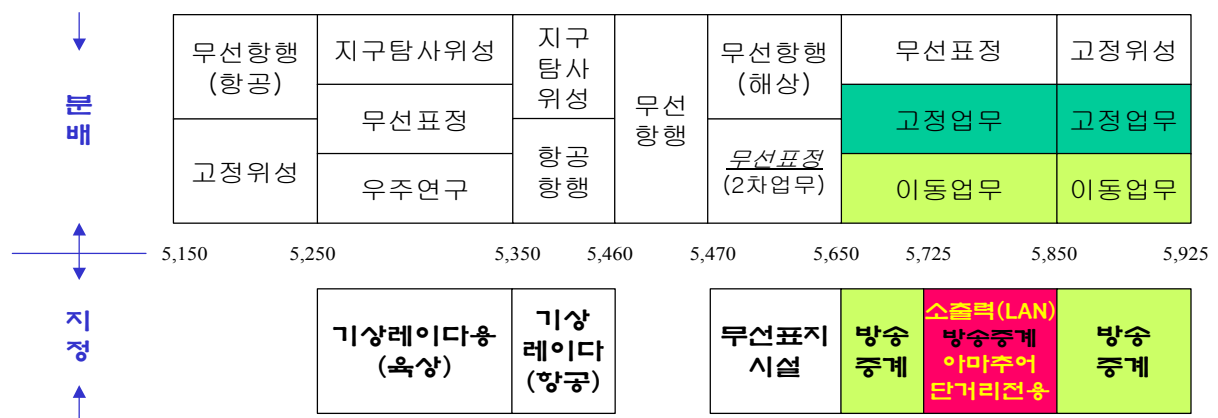 분
배
무선항행
(항공)
고정위성
지구탐사위성
무선표정
우주연구
지구
탐사
위성
항공
항행
무선
항행
무선항행
(해상)
무선표정
(2차업무)
무선표정
고정업무
이동업무
고정위성
고정업무
이동업무
5,150
5,250
5,350
5,460
5,470
5,650
5,725
5,850
5,925
지
정
기상레이다용
(육상)
기상
레이다
(항공)
무선표지
시설
방송
중계
소출력(LAN)
방송중계
아마추어
단거리전용
방송
중계